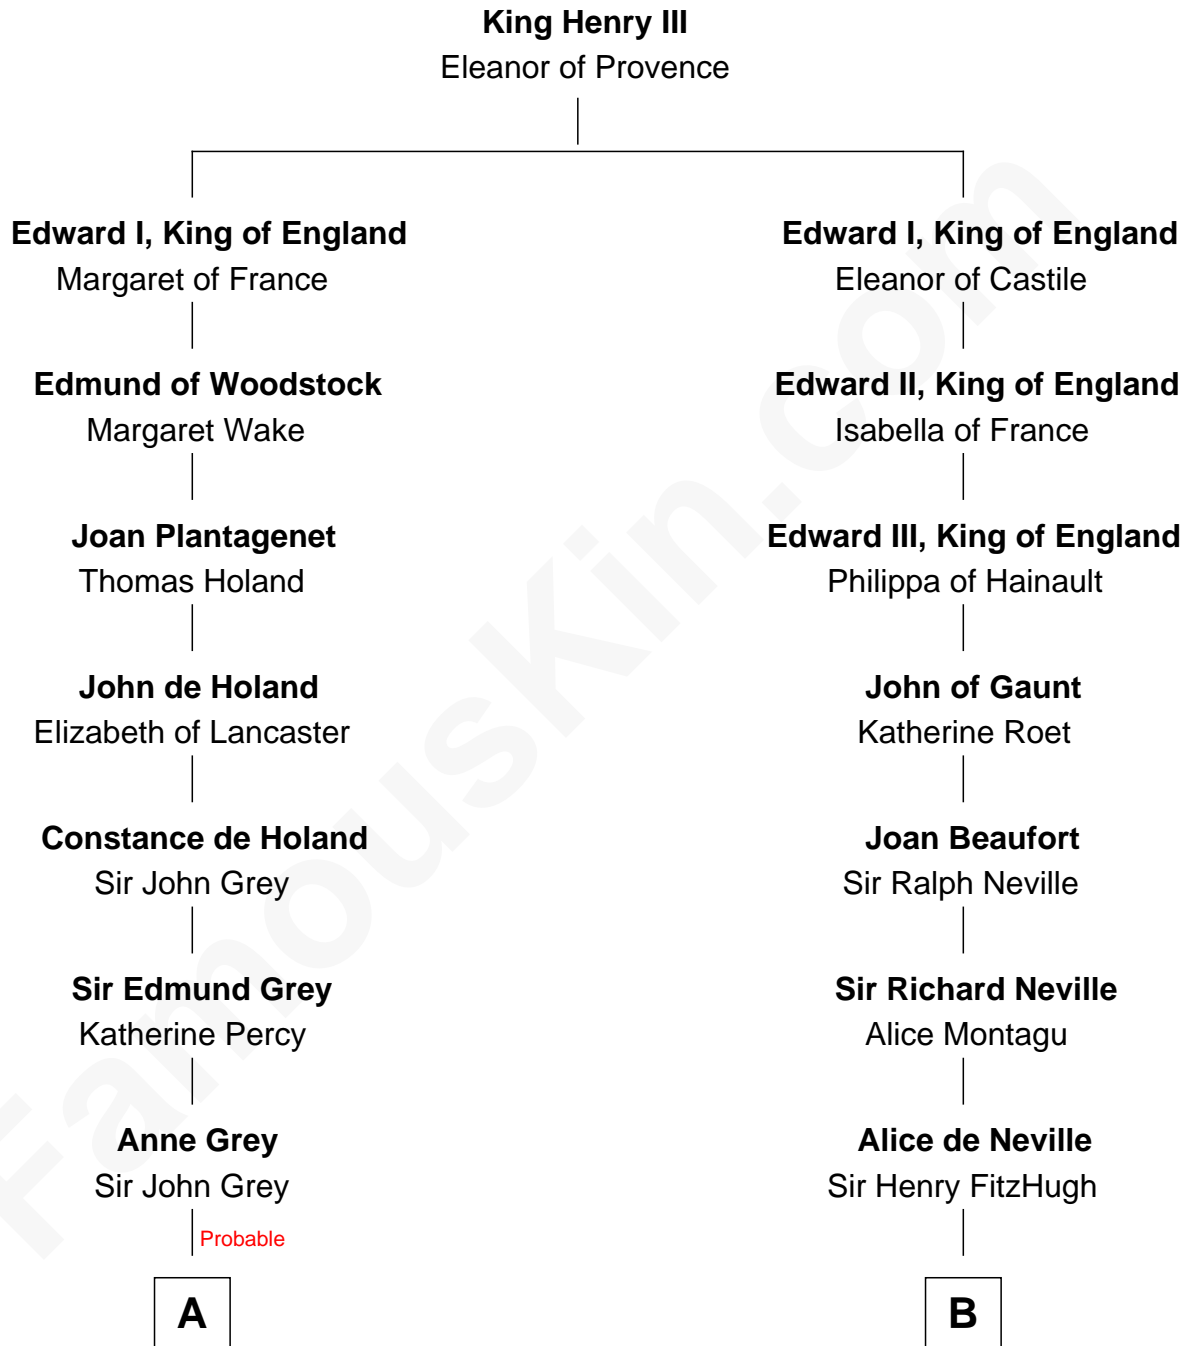 King Henry III
Eleanor of Provence
Edward I, King of England
Margaret of France
Edmund of Woodstock
Margaret Wake
Joan Plantagenet
Thomas Holand
John de Holand
Elizabeth of Lancaster
Constance de Holand
Sir John Grey
Sir Edmund Grey
Katherine Percy
Anne Grey
Sir John Grey
Probable
A
Edward I, King of England
Eleanor of Castile
Edward II, King of England
Isabella of France
Edward III, King of England
Philippa of Hainault
John of Gaunt
Katherine Roet
Joan Beaufort
Sir Ralph Neville
Sir Richard Neville
Alice Montagu
Alice de Neville
Sir Henry FitzHugh
B
FamousKin.com